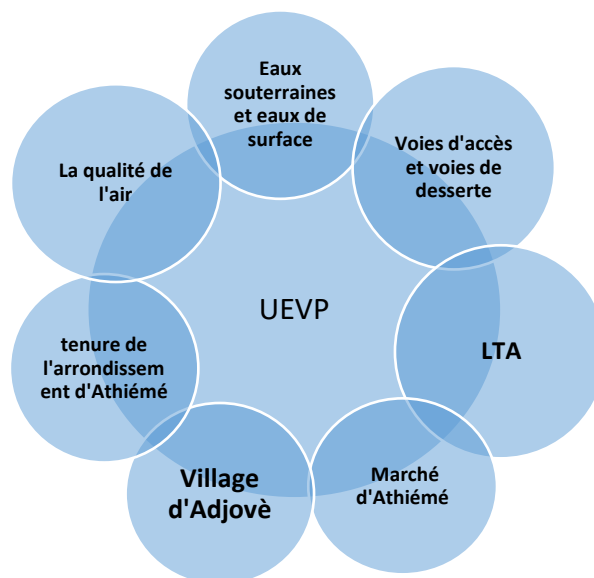 Eaux
souterraines
et eaux de
surface
Voies d'accès
et voies de
desserte
La qualité de
l'air
UEVP
LTA
tenure de
l'arrondissem
ent d'Athiémé
Village
d'Adjovè
Marché
d'Athiémé